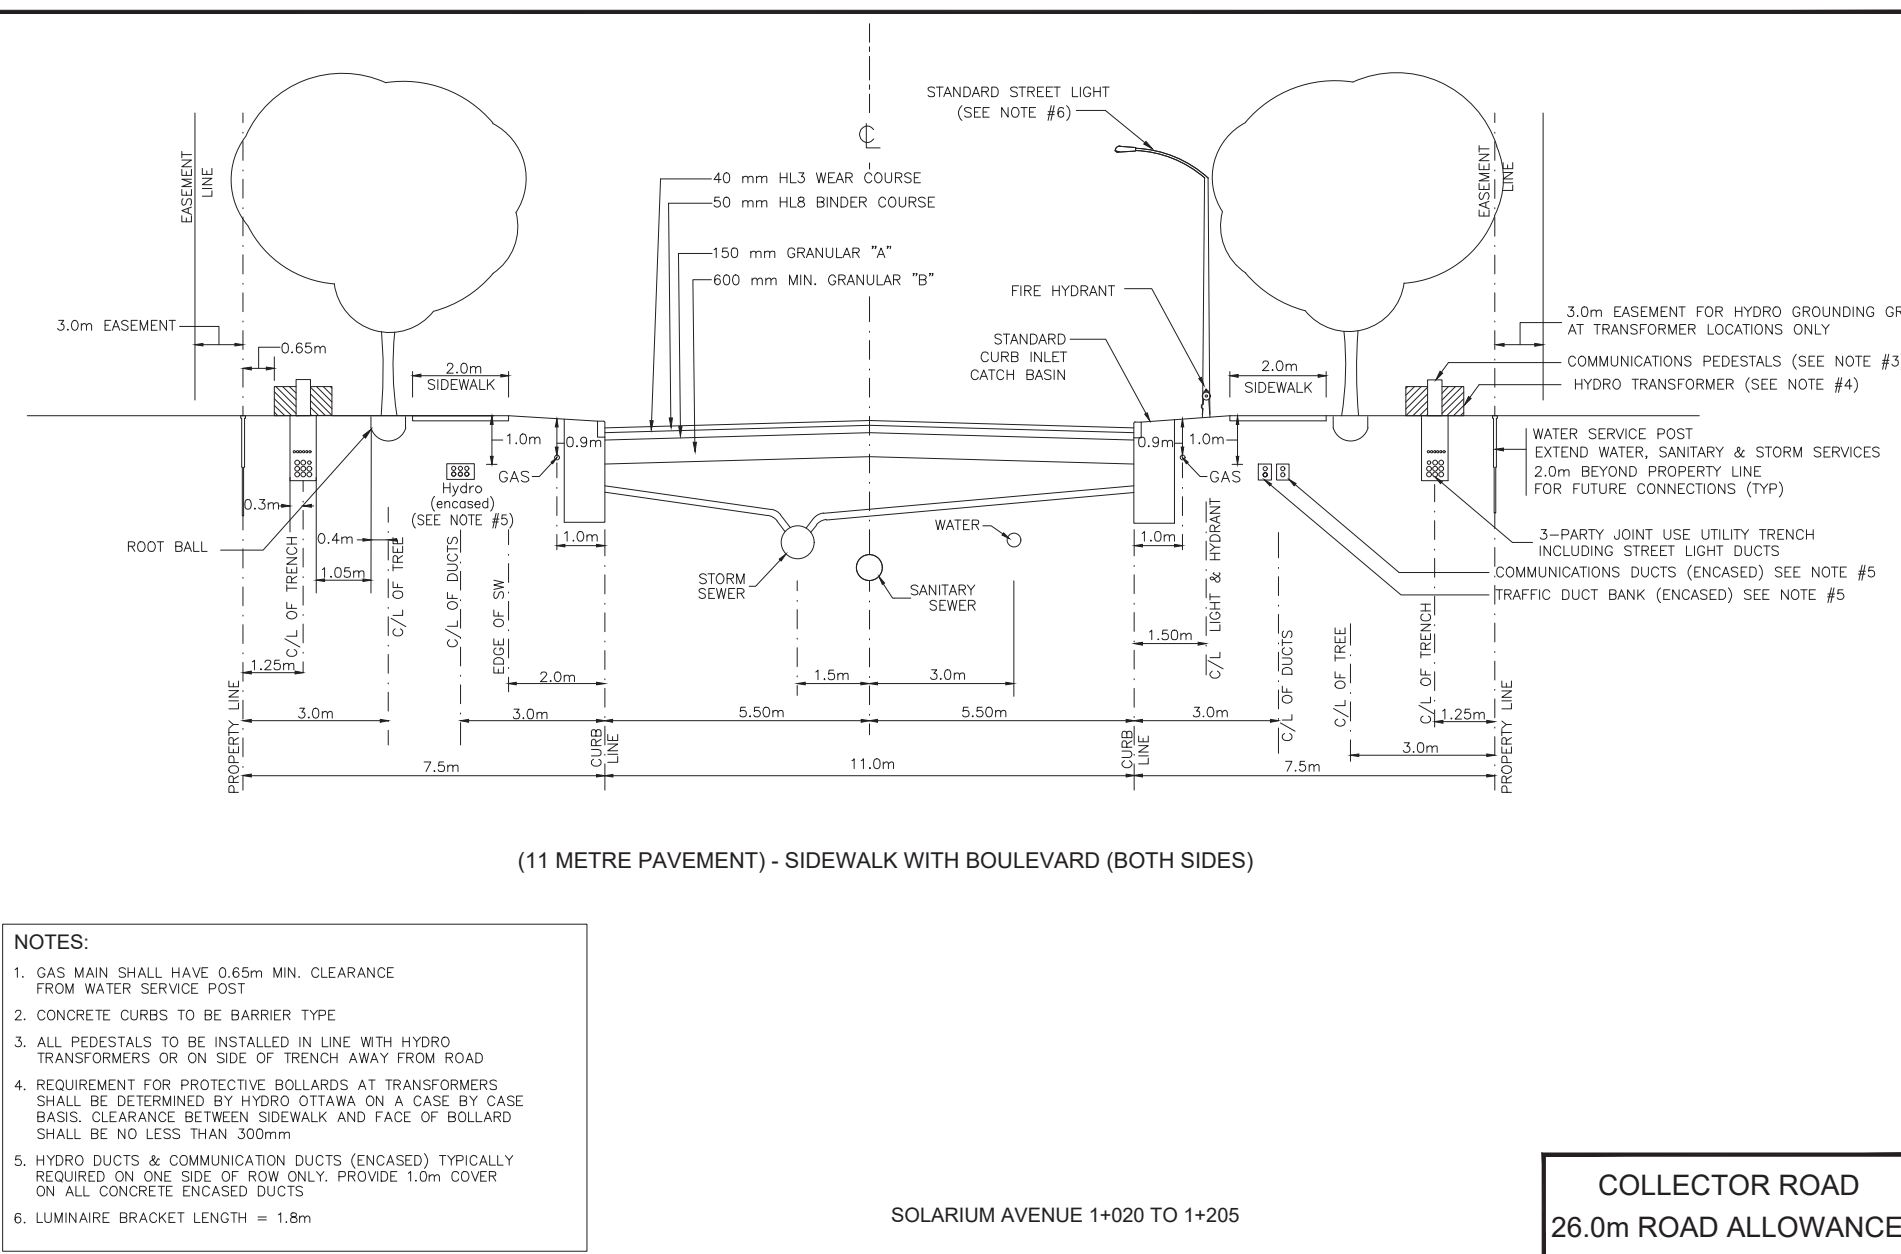 STANDARD STREET LIGHT
(SEE NOTE #6)
℄
EASEMENT
LINE
EASEMENT
LINE
40 mm HL3 WEAR COURSE
50 mm HL8 BINDER COURSE
150 mm GRANULAR "A"
600 mm MIN. GRANULAR "B"
FIRE HYDRANT
3.0m EASEMENT
0.65m
STANDARD
CURB INLET
CATCH BASIN
3.0m EASEMENT FOR HYDRO GROUNDING GR
AT TRANSFORMER LOCATIONS ONLY
COMMUNICATIONS PEDESTALS (SEE NOTE #3
HYDRO TRANSFORMER (SEE NOTE #4)
2.0m
SIDEWALK
2.0m
SIDEWALK
1.0m
0.9m
GAS
0.9m
1.0m
GAS
WATER SERVICE POST
EXTEND WATER, SANITARY & STORM SERVICES
2.0m BEYOND PROPERTY LINE
FOR FUTURE CONNECTIONS (TYP)
Hydro
(encased)
(SEE NOTE #5)
0.3m
ROOT BALL
0.4m
1.05m
1.0m
WATER
1.0m
3-PARTY JOINT USE UTILITY TRENCH
INCLUDING STREET LIGHT DUCTS
COMMUNICATIONS DUCTS (ENCASED) SEE NOTE #5
TRAFFIC DUCT BANK (ENCASED) SEE NOTE #5
STORM
SEWER
SANITARY
SEWER
C/L OF TRENCH
C/L OF TREE
C/L OF DUCTS
EDGE OF SW
C/L LIGHT & HYDRANT
C/L OF DUCTS
C/L OF TREE
C/L OF TRENCH
1.25m
2.0m
1.5m
3.0m
1.50m
1.25m
3.0m
3.0m
5.50m
5.50m
3.0m
3.0m
PROPERTY LINE
CURB
LINE
CURB
LINE
PROPERTY LINE
7.5m
11.0m
7.5m
(11 METRE PAVEMENT) - SIDEWALK WITH BOULEVARD (BOTH SIDES)
NOTES:
1. GAS MAIN SHALL HAVE 0.65m MIN. CLEARANCE
FROM WATER SERVICE POST
2. CONCRETE CURBS TO BE BARRIER TYPE
3. ALL PEDESTALS TO BE INSTALLED IN LINE WITH HYDRO
TRANSFORMERS OR ON SIDE OF TRENCH AWAY FROM ROAD
4. REQUIREMENT FOR PROTECTIVE BOLLARDS AT TRANSFORMERS
SHALL BE DETERMINED BY HYDRO OTTAWA ON A CASE BY CASE
BASIS. CLEARANCE BETWEEN SIDEWALK AND FACE OF BOLLARD
SHALL BE NO LESS THAN 300mm
5. HYDRO DUCTS & COMMUNICATION DUCTS (ENCASED) TYPICALLY
REQUIRED ON ONE SIDE OF ROW ONLY. PROVIDE 1.0m COVER
ON ALL CONCRETE ENCASED DUCTS
6. LUMINAIRE BRACKET LENGTH = 1.8m
SOLARIUM AVENUE 1+020 TO 1+205
COLLECTOR ROAD
26.0m ROAD ALLOWANCE